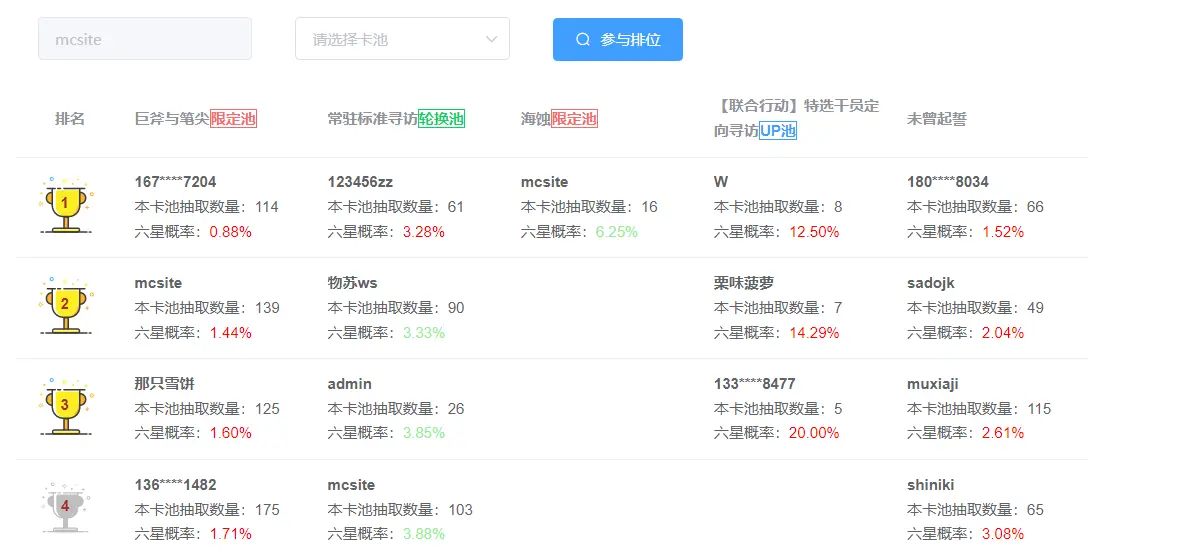 mcsite
请选择卡池
参与排位
排名
巨斧与笔尖限定池
常驻标准寻访轮换池
海蚀限定池
【联合行动】特选干员定
向寻访UP池
未曾起誓
1
167****7204
本卡池抽取数量：114
六星概率：0.88%
123456zz
本卡池抽取数量：61
六星概率：3.28%
mcsite
本卡池抽取数量：16
六星概率：6.25%
W
本卡池抽取数量：8
六星概率：12.50%
180****8034
本卡池抽取数量：66
六星概率：1.52%
2
mcsite
本卡池抽取数量：139
六星概率：1.44%
物苏ws
本卡池抽取数量：90
六星概率：3.33%
栗味菠萝
本卡池抽取数量：7
六星概率：14.29%
sadojk
本卡池抽取数量：49
六星概率：2.04%
3
那只雪饼
本卡池抽取数量：125
六星概率：1.60%
admin
本卡池抽取数量：26
六星概率：3.85%
133****8477
本卡池抽取数量：5
六星概率：20.00%
muxiaji
本卡池抽取数量：115
六星概率：2.61%
4
136****1482
本卡池抽取数量：175
六星概率：1.71%
mcsite
本卡池抽取数量：103
六星概率：3.88%
shiniki
本卡池抽取数量：65
六星概率：3.08%